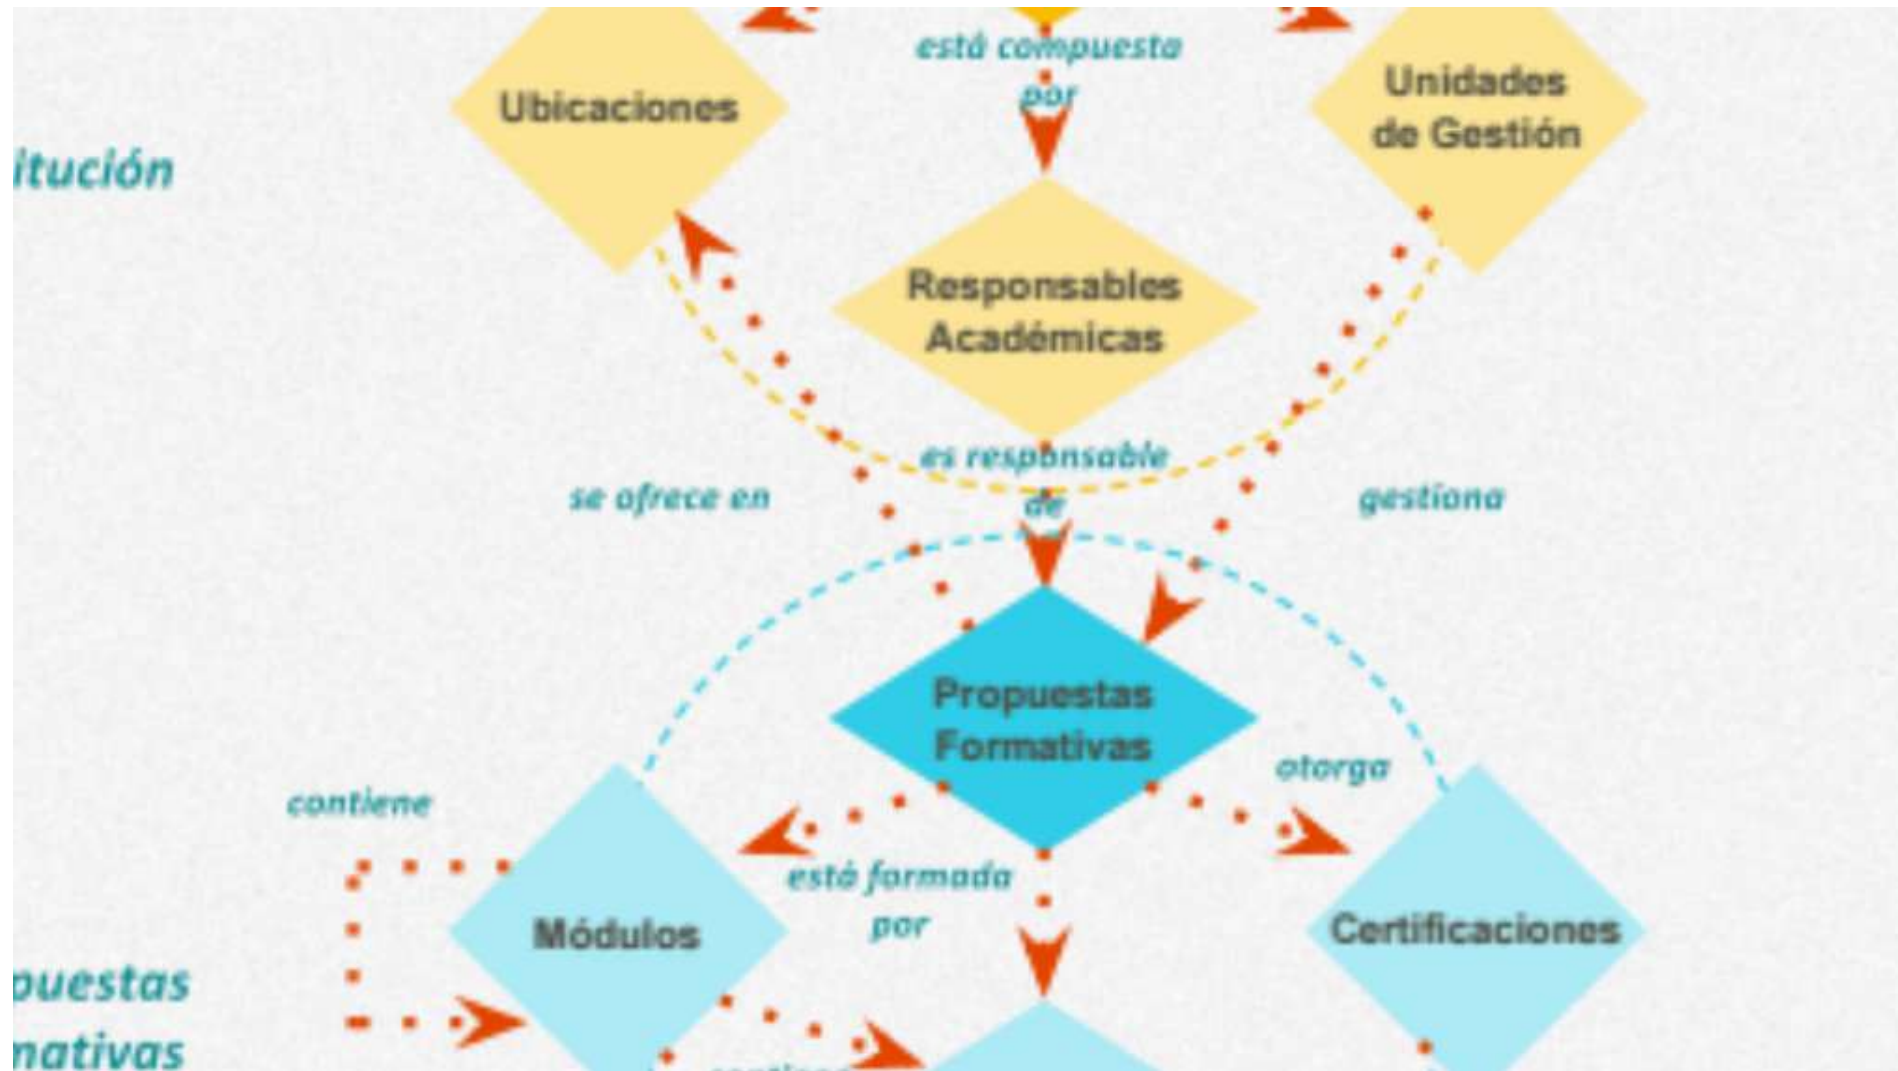 está compuesta
por
Ubicaciones
Unidades
de Gestión
itución
Responsables
Académicas
es responsable
de
se ofrece en
gestiona
Propuestas
Formativas
otorga
contiene
está formada
por
Módulos
Certificaciones
puestas
mativas